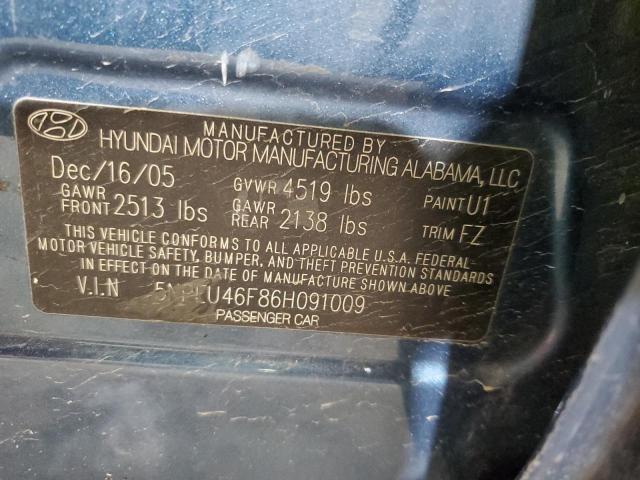 MANUFACTURED BY
HYUNDAI MOTOR MANUFACTURING ALABAMA, LLC
Dec/16/05 GVWR 4519 lbs PAINT U1
GAWR FRONT 2513 lbs GAWR REAR 2138 lbs TRIM FZ
THIS VEHICLE CONFORMS TO ALL APPLICABLE U.S.A. FEDERAL
MOTOR VEHICLE SAFETY, BUMPER, AND THEFT PREVENTION STANDARDS
IN EFFECT ON THE DATE OF MANUFACTURE SHOWN ABOVE.
V.I.N
PASSENGER CAR